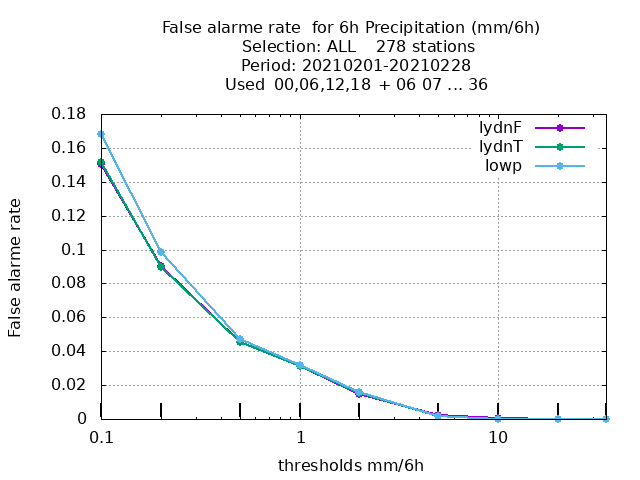 False alarme rate  for 6h Precipitation (mm/6h)
Selection: ALL    278 stations
Period: 20210201-20210228
Used  00,06,12,18  + 06 07 ... 36
0.18
0.16
0.14
0.12
0.1
0.08
0.06
0.04
0.02
0
False alarme rate
lydnF
lydnT
lowp
0.1
1
10
thresholds mm/6h